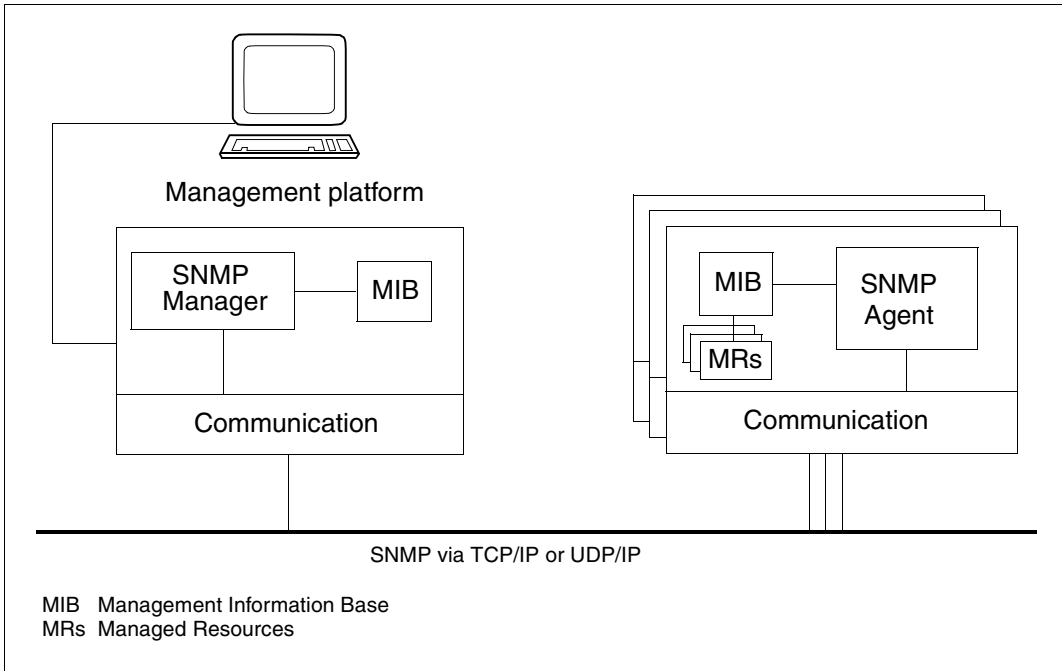 Management platform
SNMP
Manager
MIB
Communication
MIB
SNMP
Agent
MRs
Communication
SNMP via TCP/IP or UDP/IP
MIB Management Information Base
MRs Managed Resources